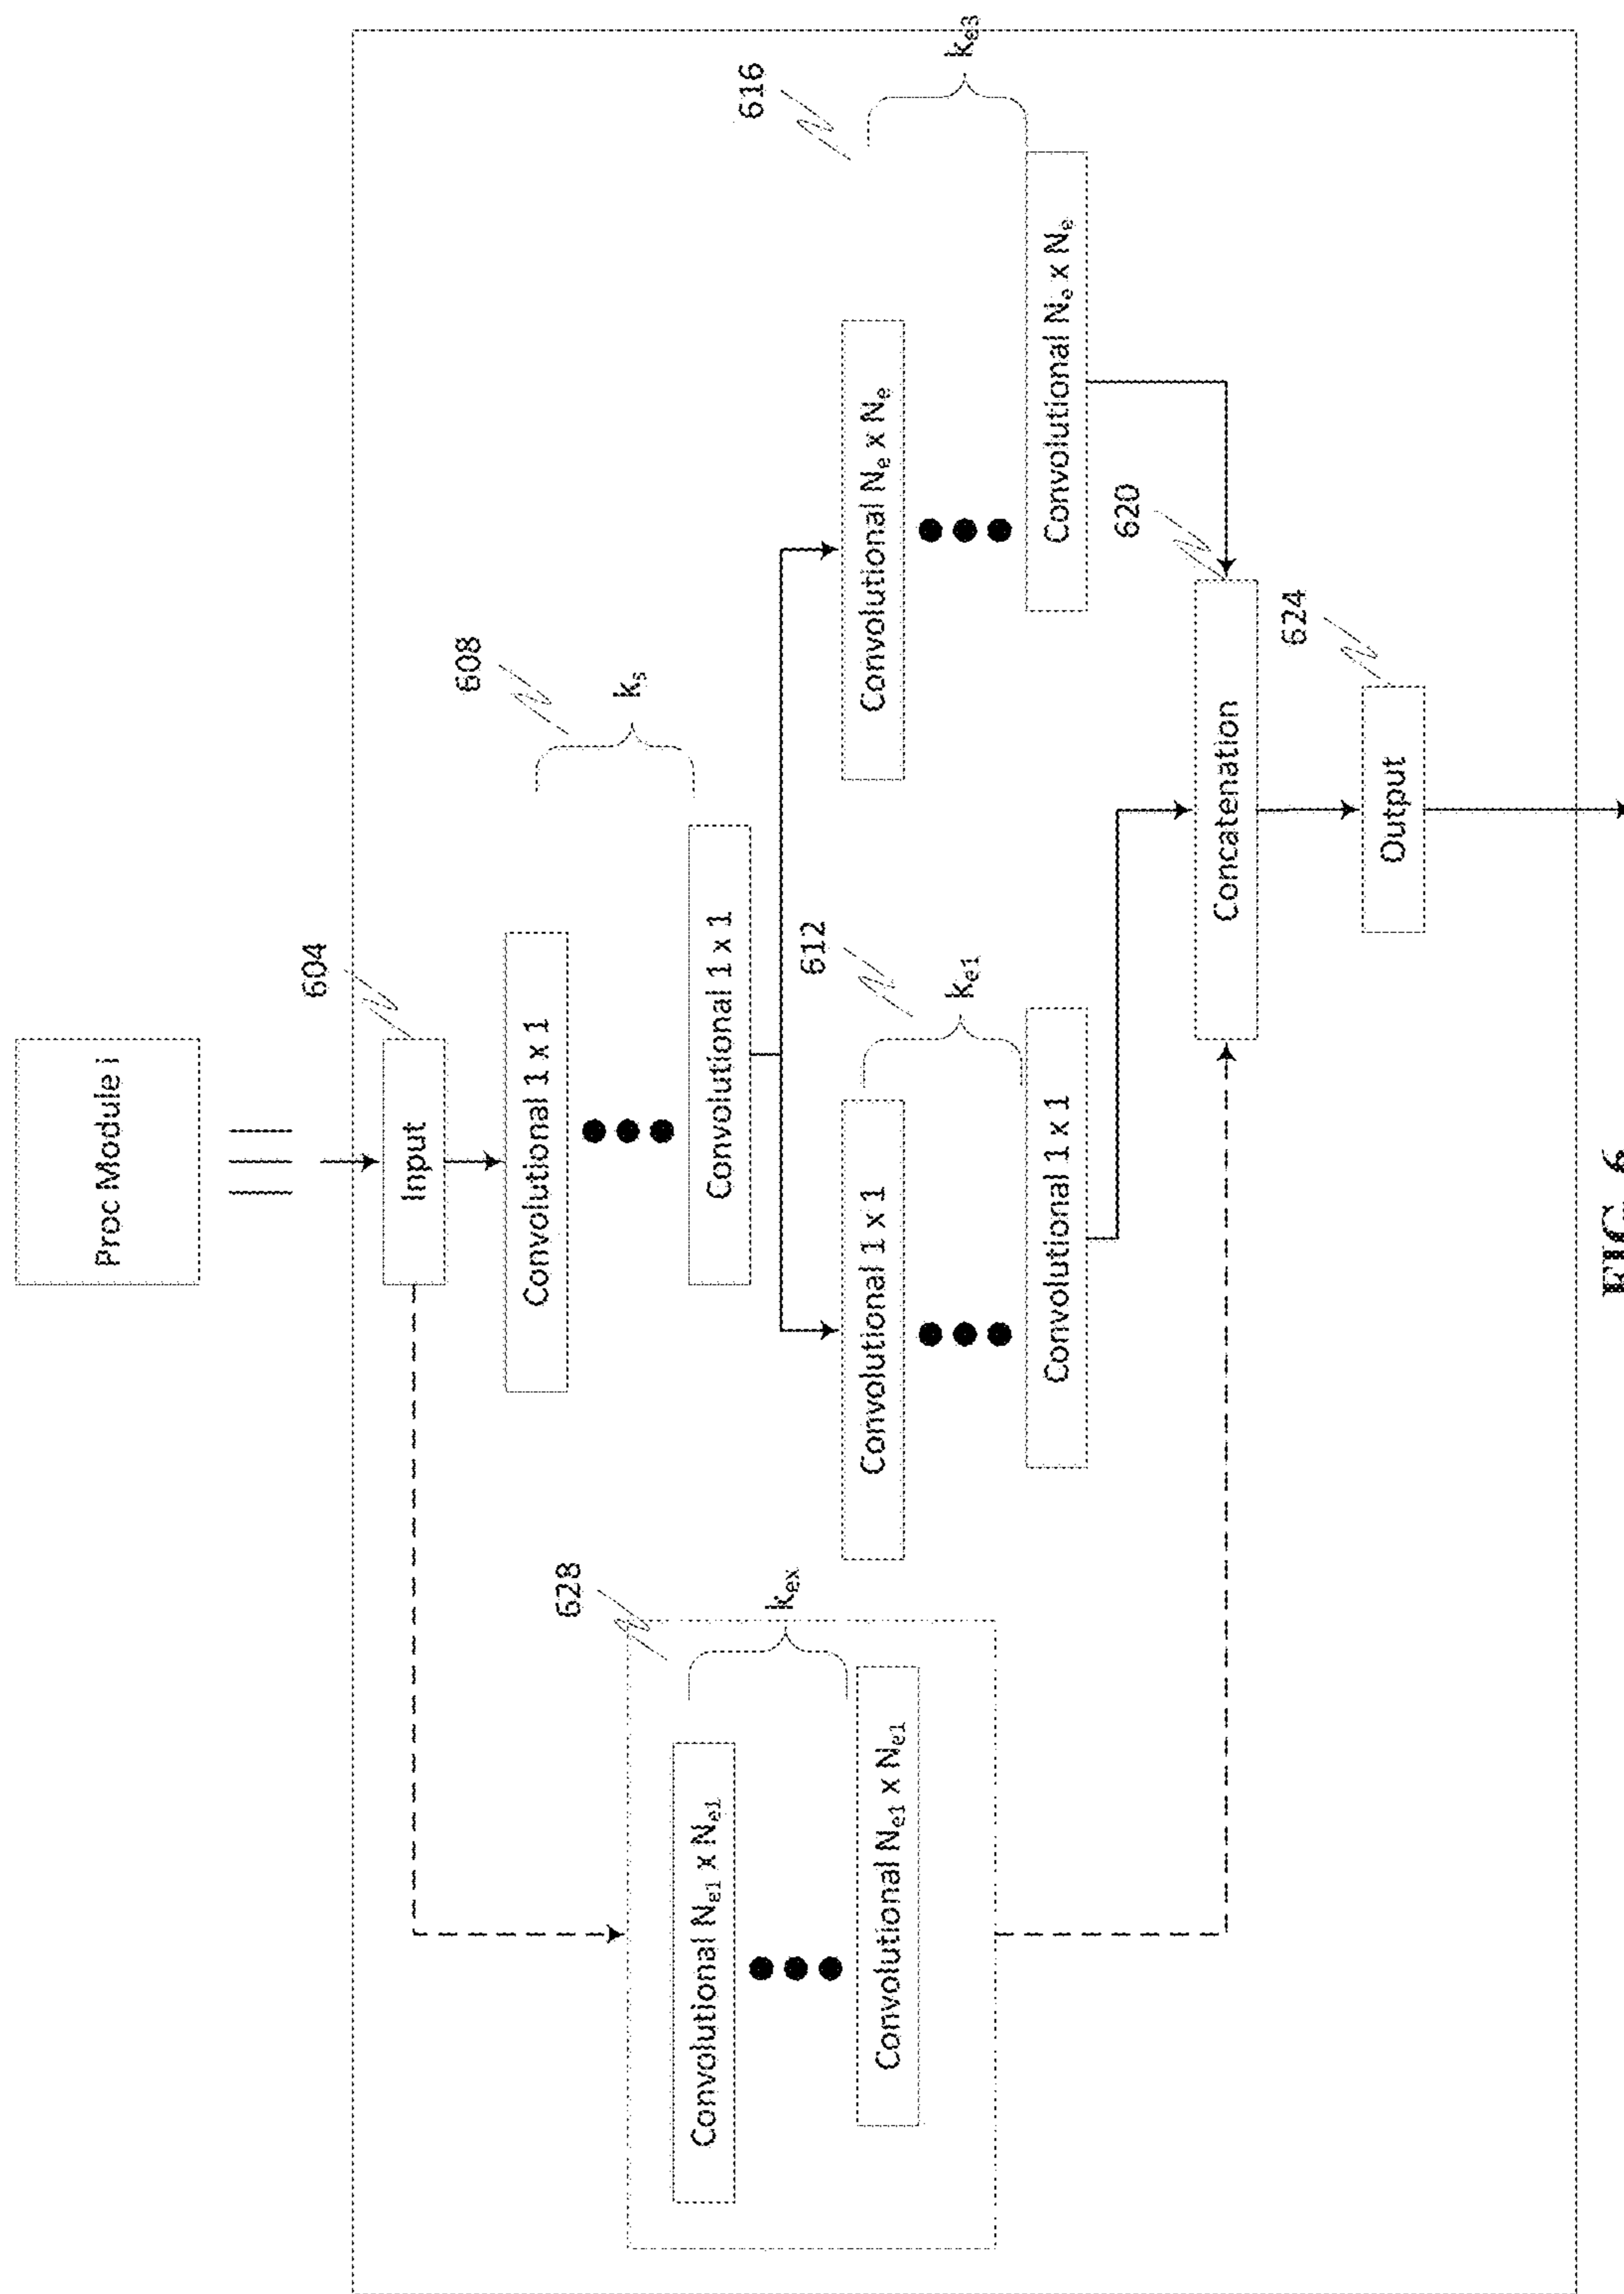 Proc Module i
604
Input
608
Convolutional 1 x 1
kₛ
Convolutional 1 x 1
628
kₑₓ
Convolutional Nₑ₁ x Nₑ₁
Convolutional Nₑ₁ x Nₑ₁
612
kₑ₁
Convolutional 1 x 1
Convolutional 1 x 1
616
kₑ₃
Convolutional Nₑ x Nₑ
Convolutional Nₑ x Nₑ
620
Concatenation
624
Output
FIG. 6